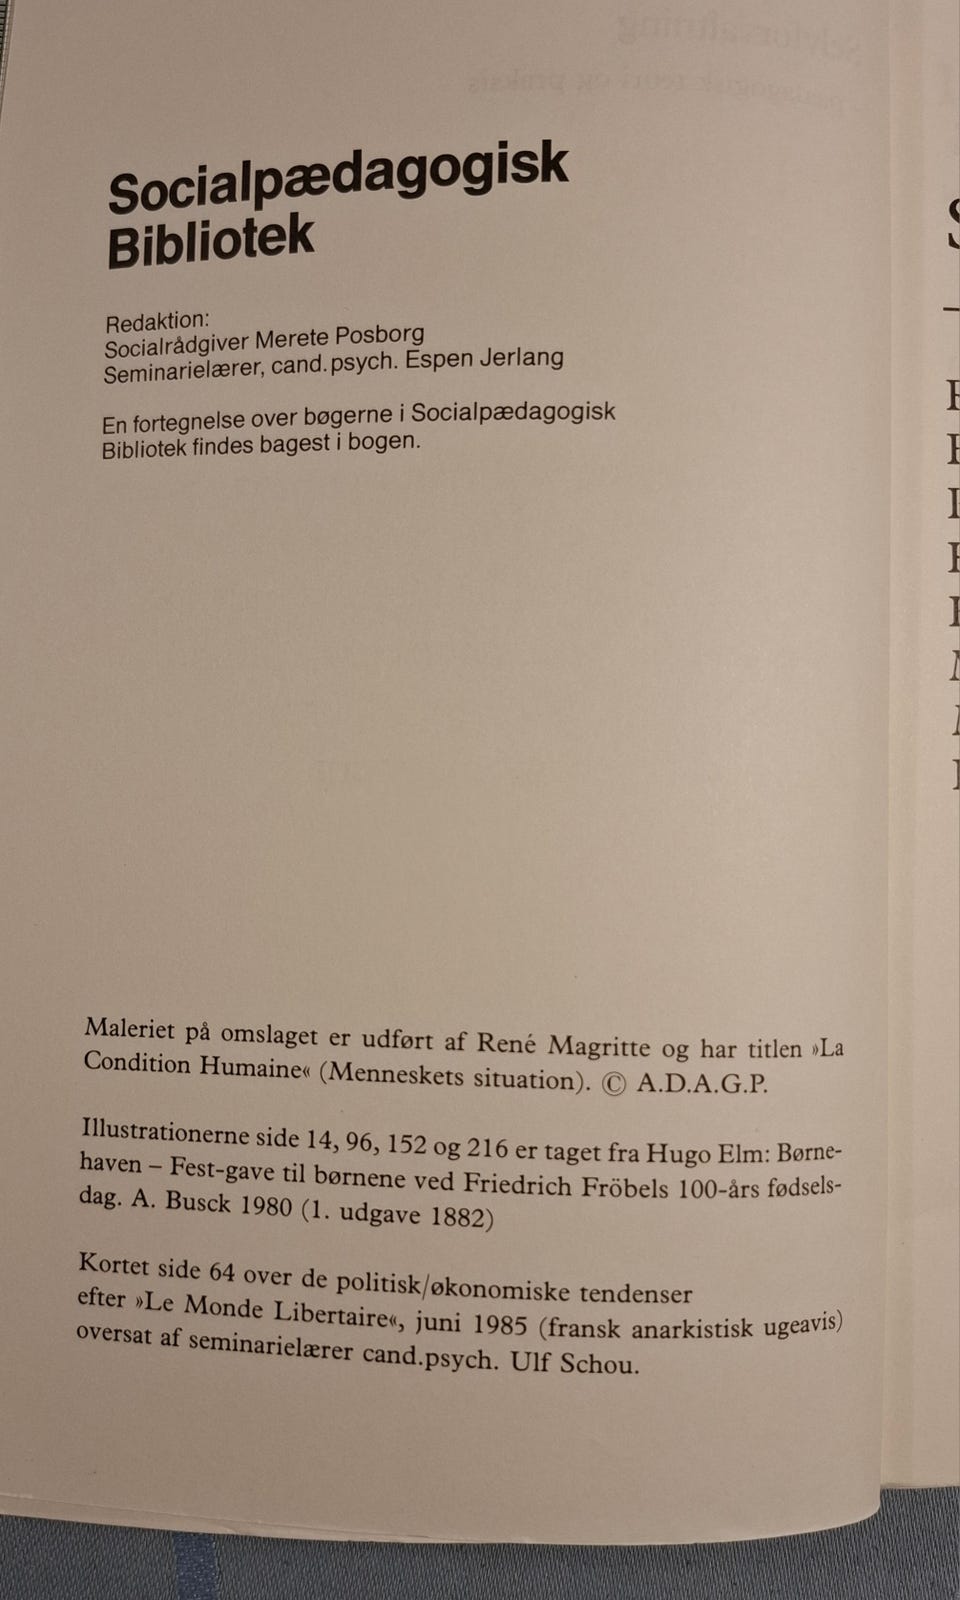 Socialpædagogisk
Bibliotek
Redaktion:
Socialrådgiver Merete Posborg
Seminarielærer, cand.psych. Espen Jerlang
En fortegnelse over bøgerne i Socialpædagogisk
Bibliotek findes bagest i bogen.
Maleriet på omslaget er udført af René Magritte og har titlen »La
Condition Humaine« (Menneskets situation). © A.D.A.G.P.
Illustrationerne side 14, 96, 152 og 216 er taget fra Hugo Elm: Børne-
haven – Fest-gave til børnene ved Friedrich Fröbels 100-års fødsels-
dag. A. Busck 1980 (1. udgave 1882)
Kortet side 64 over de politisk/økonomiske tendenser
efter »Le Monde Libertaire«, juni 1985 (fransk anarkistisk ugeavis)
oversat af seminarielærer cand.psych. Ulf Schou.